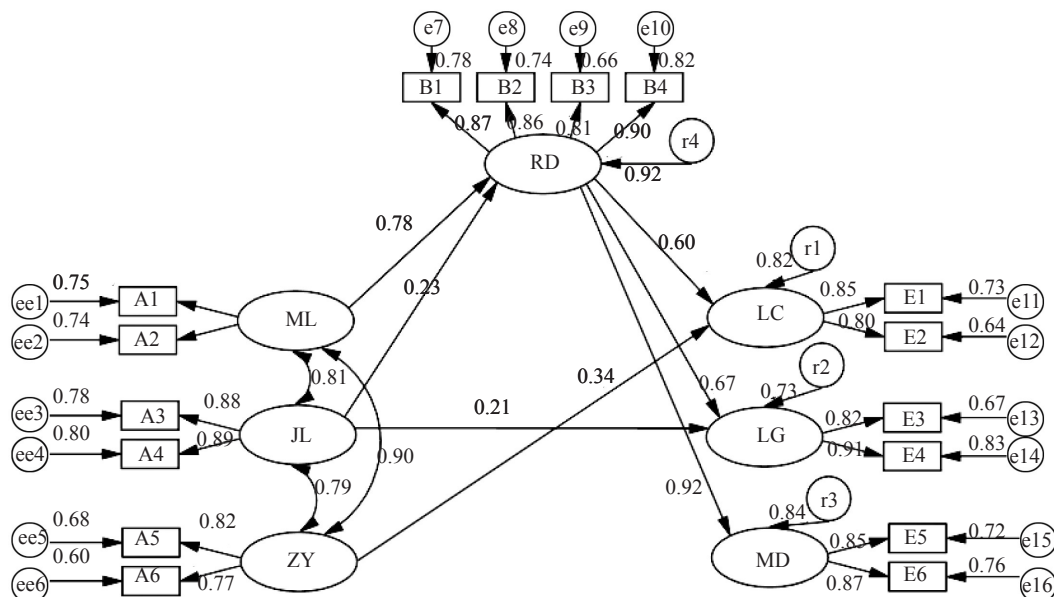 e7 e8 e9 e10
0.78 0.74 0.66 0.82
B1 B2 B3 B4
0.87 0.86 0.81 0.90
r4
RD
0.92
0.78 0.60
r1
0.82
0.75 0.23 0.85 0.73
ee1 A1 E1 e11
ML LC
0.74 0.80 0.64
ee2 A2 E2 e12
0.81 0.34 r2
0.78 0.88 0.21 0.67 0.73 0.82 0.67
ee3 A3 E3 e13
JL LG
0.80 0.89 0.91 0.83
ee4 A4 E4 e14
0.90
0.79 0.92 r3
0.68 0.82 0.84 0.85 0.72
ee5 A5 E5 e15
ZY MD
0.60 0.77 0.87 0.76
ee6 A6 E6 e16